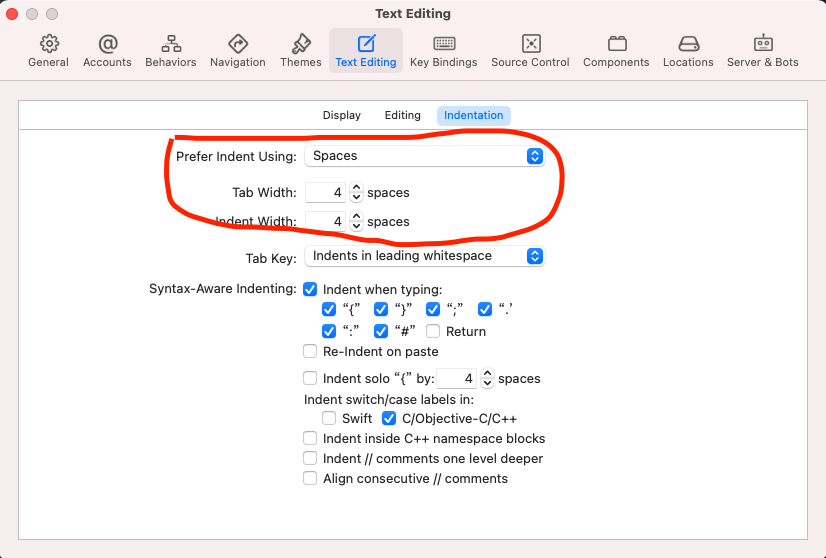 Text Editing
General Accounts Behaviors Navigation Themes Text Editing Key Bindings Source Control Components Locations Server & Bots
Display Editing Indentation
Prefer Indent Using: Spaces
Tab Width: 4 spaces
Indent Width: 4 spaces
Tab Key: Indents in leading whitespace
Syntax-Aware Indenting: Indent when typing:
“{” “}” “;” “.’
“:” “#” Return
Re-Indent on paste
Indent solo “{” by: 4 spaces
Indent switch/case labels in:
Swift C/Objective-C/C++
Indent inside C++ namespace blocks
Indent // comments one level deeper
Align consecutive // comments